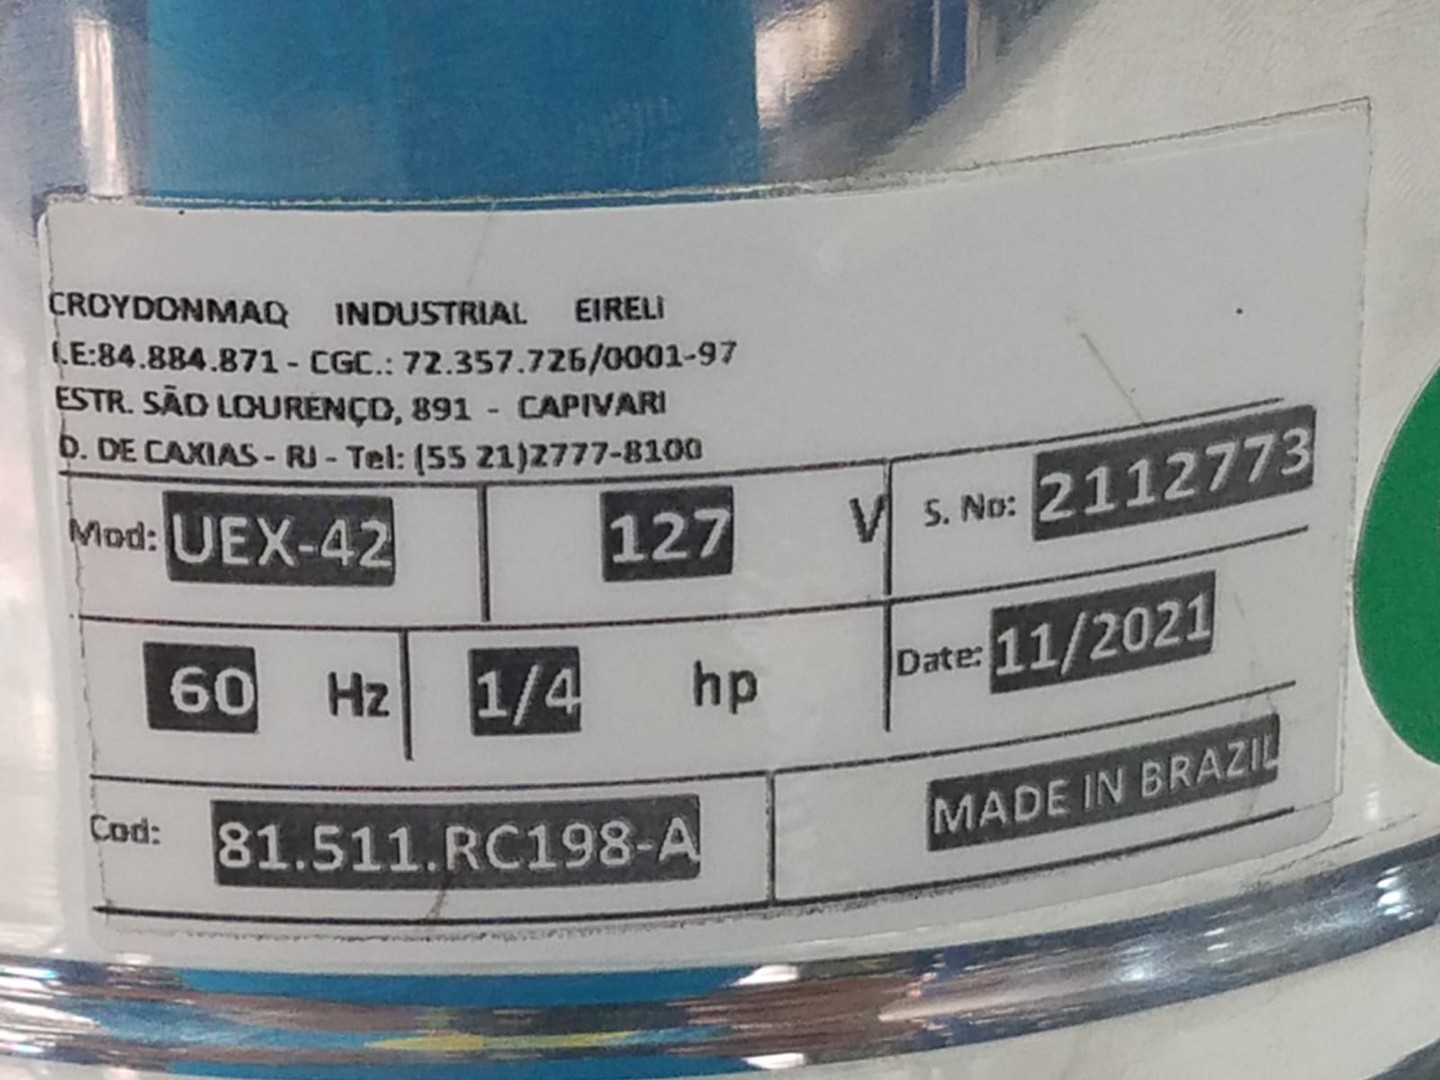 CROYDONMAQ INDUSTRIAL EIRELI
I.E:84.884.871 - CGC.: 72.357.726/0001-97
ESTR. SÃO LOURENÇO, 891 - CAPIVARI
D. DE CAXIAS - RJ - Tel: (55 21)2777-8100
Mod: UEX-42 127 V S. No: 2112773
60 Hz 1/4 hp Date: 11/2021
Cod: 81.511.RC198-A MADE IN BRAZIL